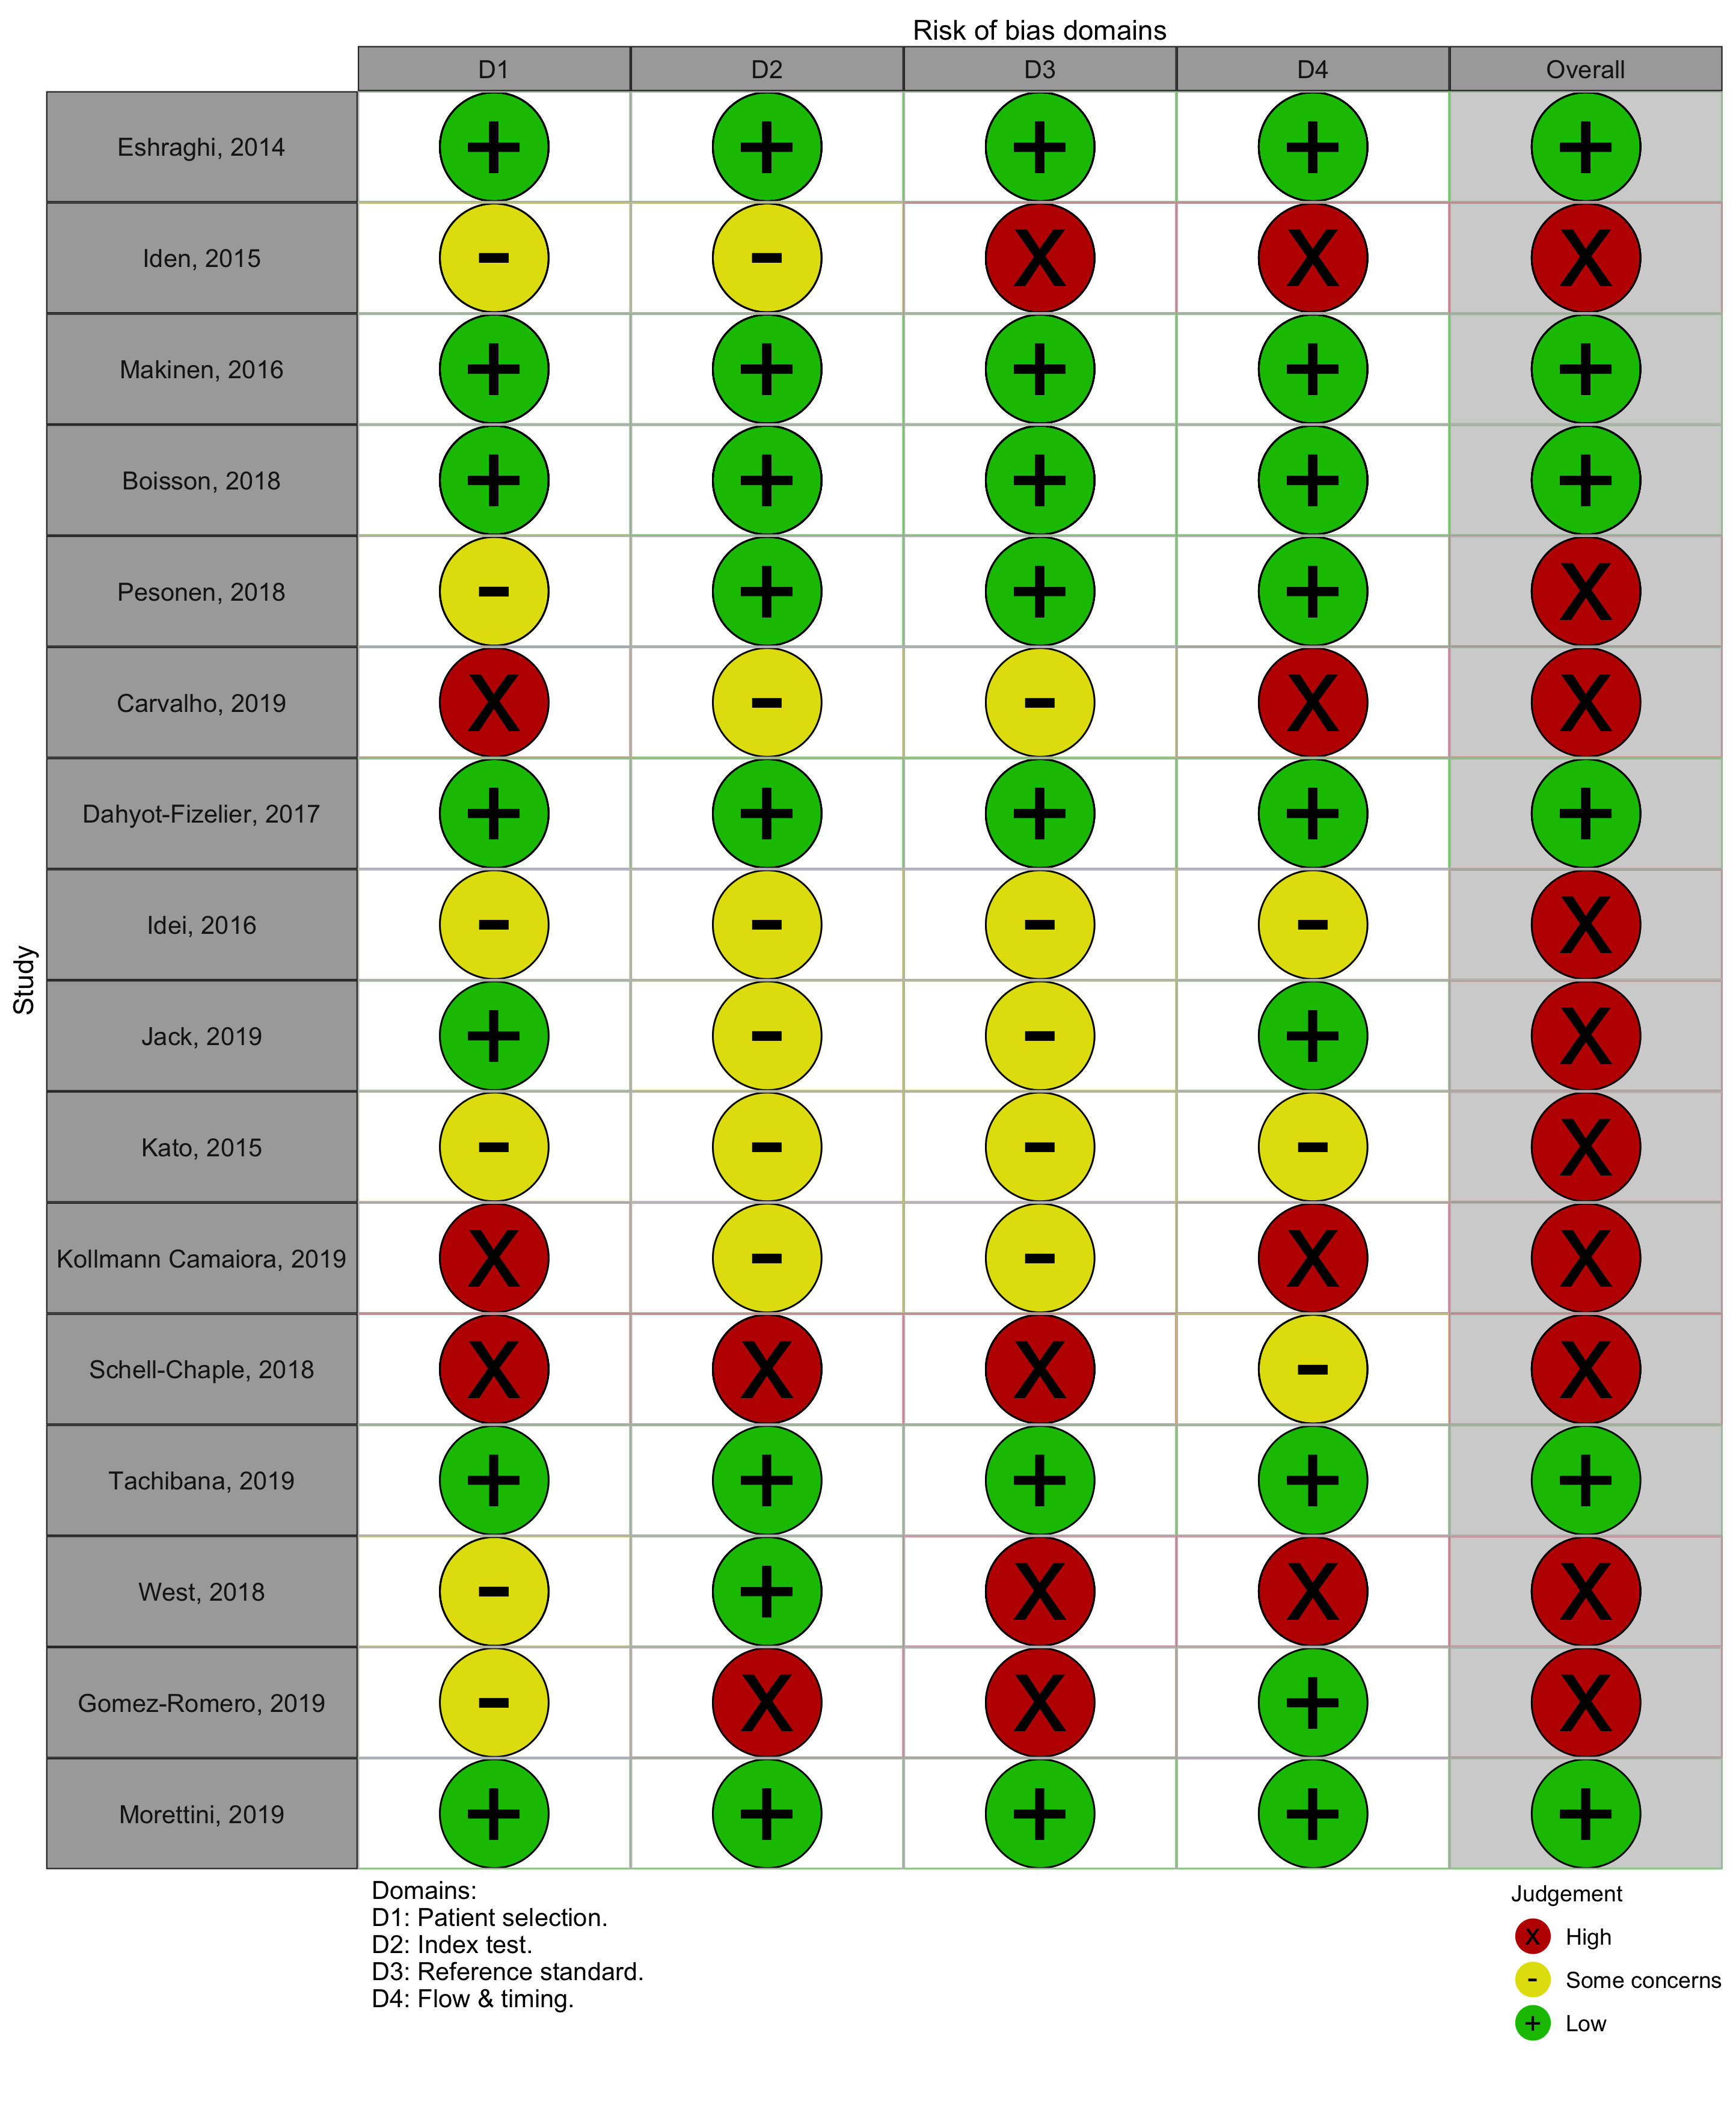 Risk of bias domains
D1 D2 D3 D4 Overall
Study
Eshraghi, 2014 + + + + +
Iden, 2015 - - X X X
Makinen, 2016 + + + + +
Boisson, 2018 + + + + +
Pesonen, 2018 - + + + X
Carvalho, 2019 X - - X X
Dahyot-Fizelier, 2017 + + + + +
Idei, 2016 - - - - X
Jack, 2019 + - - + X
Kato, 2015 - - - - X
Kollmann Camaiora, 2019 X - - X X
Schell-Chaple, 2018 X X X - X
Tachibana, 2019 + + + + +
West, 2018 - + X X X
Gomez-Romero, 2019 - X X + X
Morettini, 2019 + + + + +
Domains:
D1: Patient selection.
D2: Index test.
D3: Reference standard.
D4: Flow & timing.
Judgement
X High
- Some concerns
+ Low